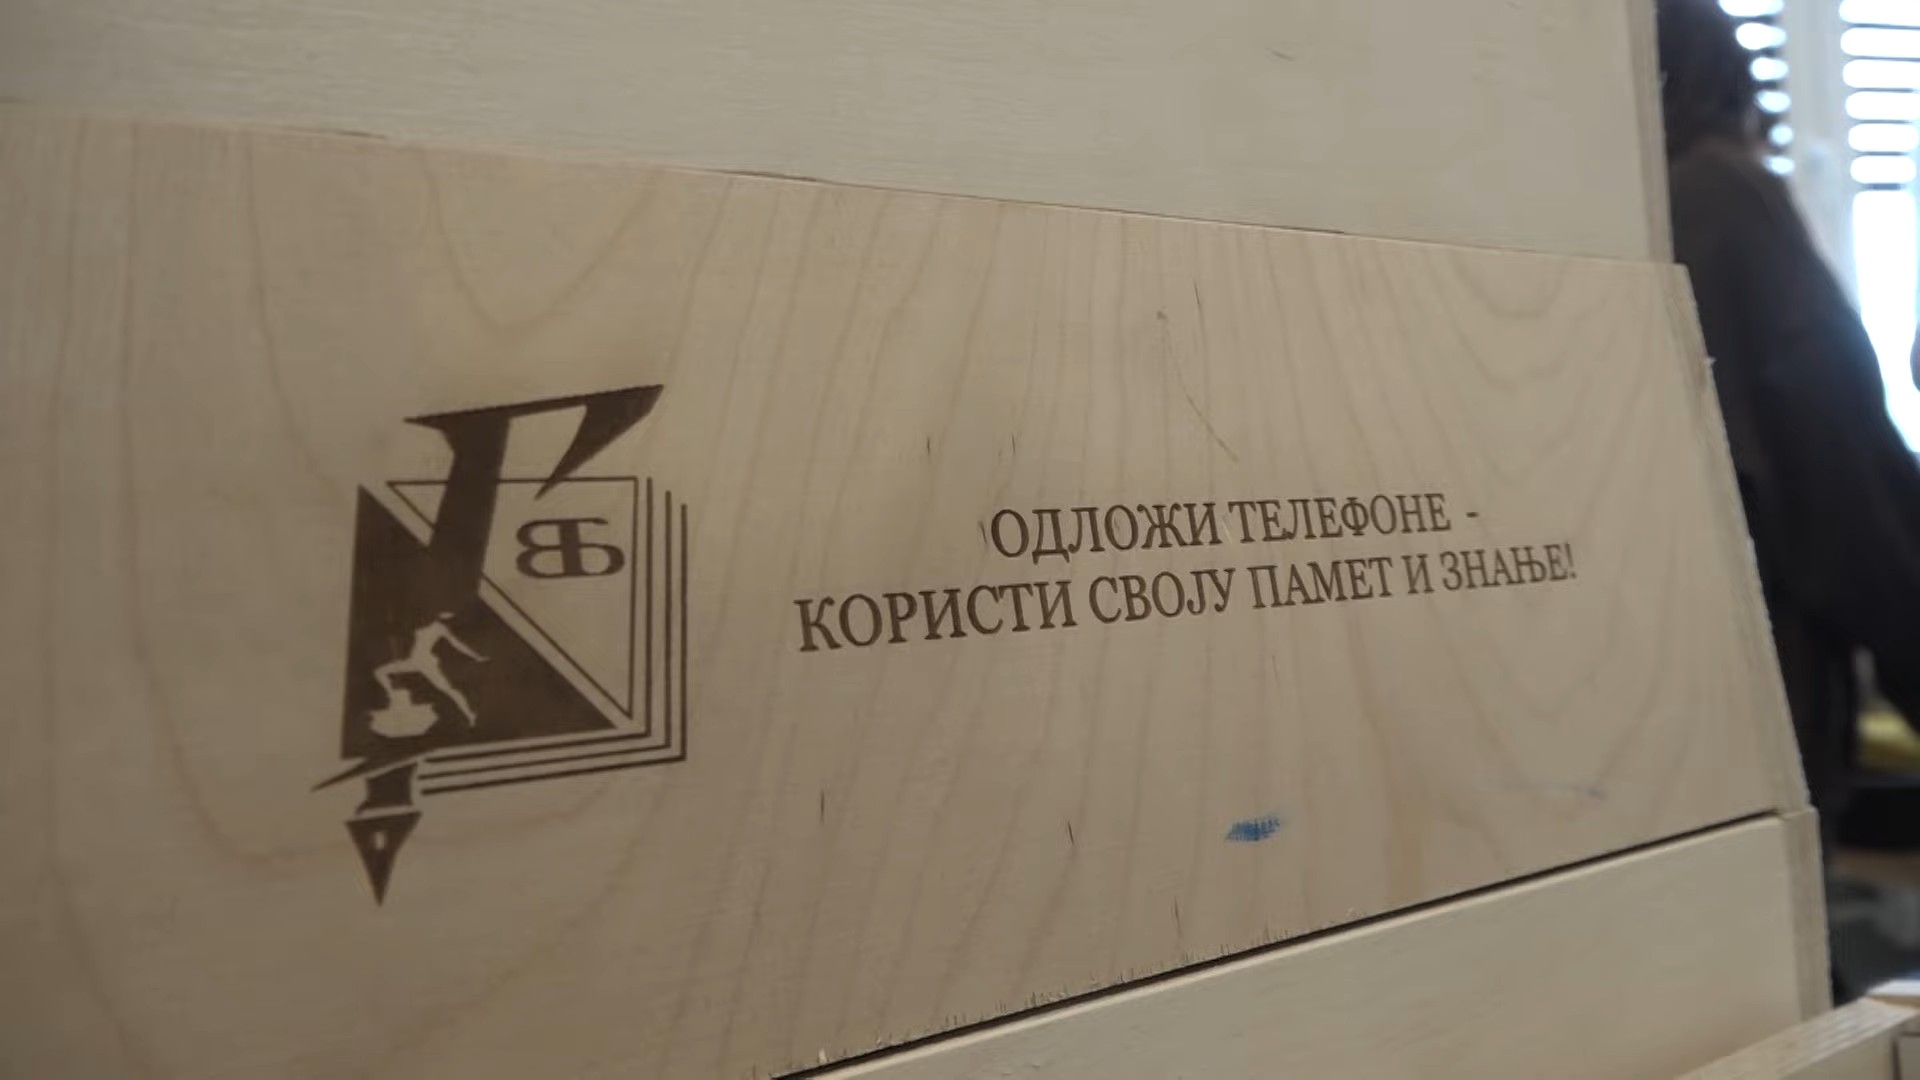 ОДЛОЖИ ТЕЛЕФОНЕ -
КОРИСТИ СВОЈУ ПАМЕТ И ЗНАЊЕ!